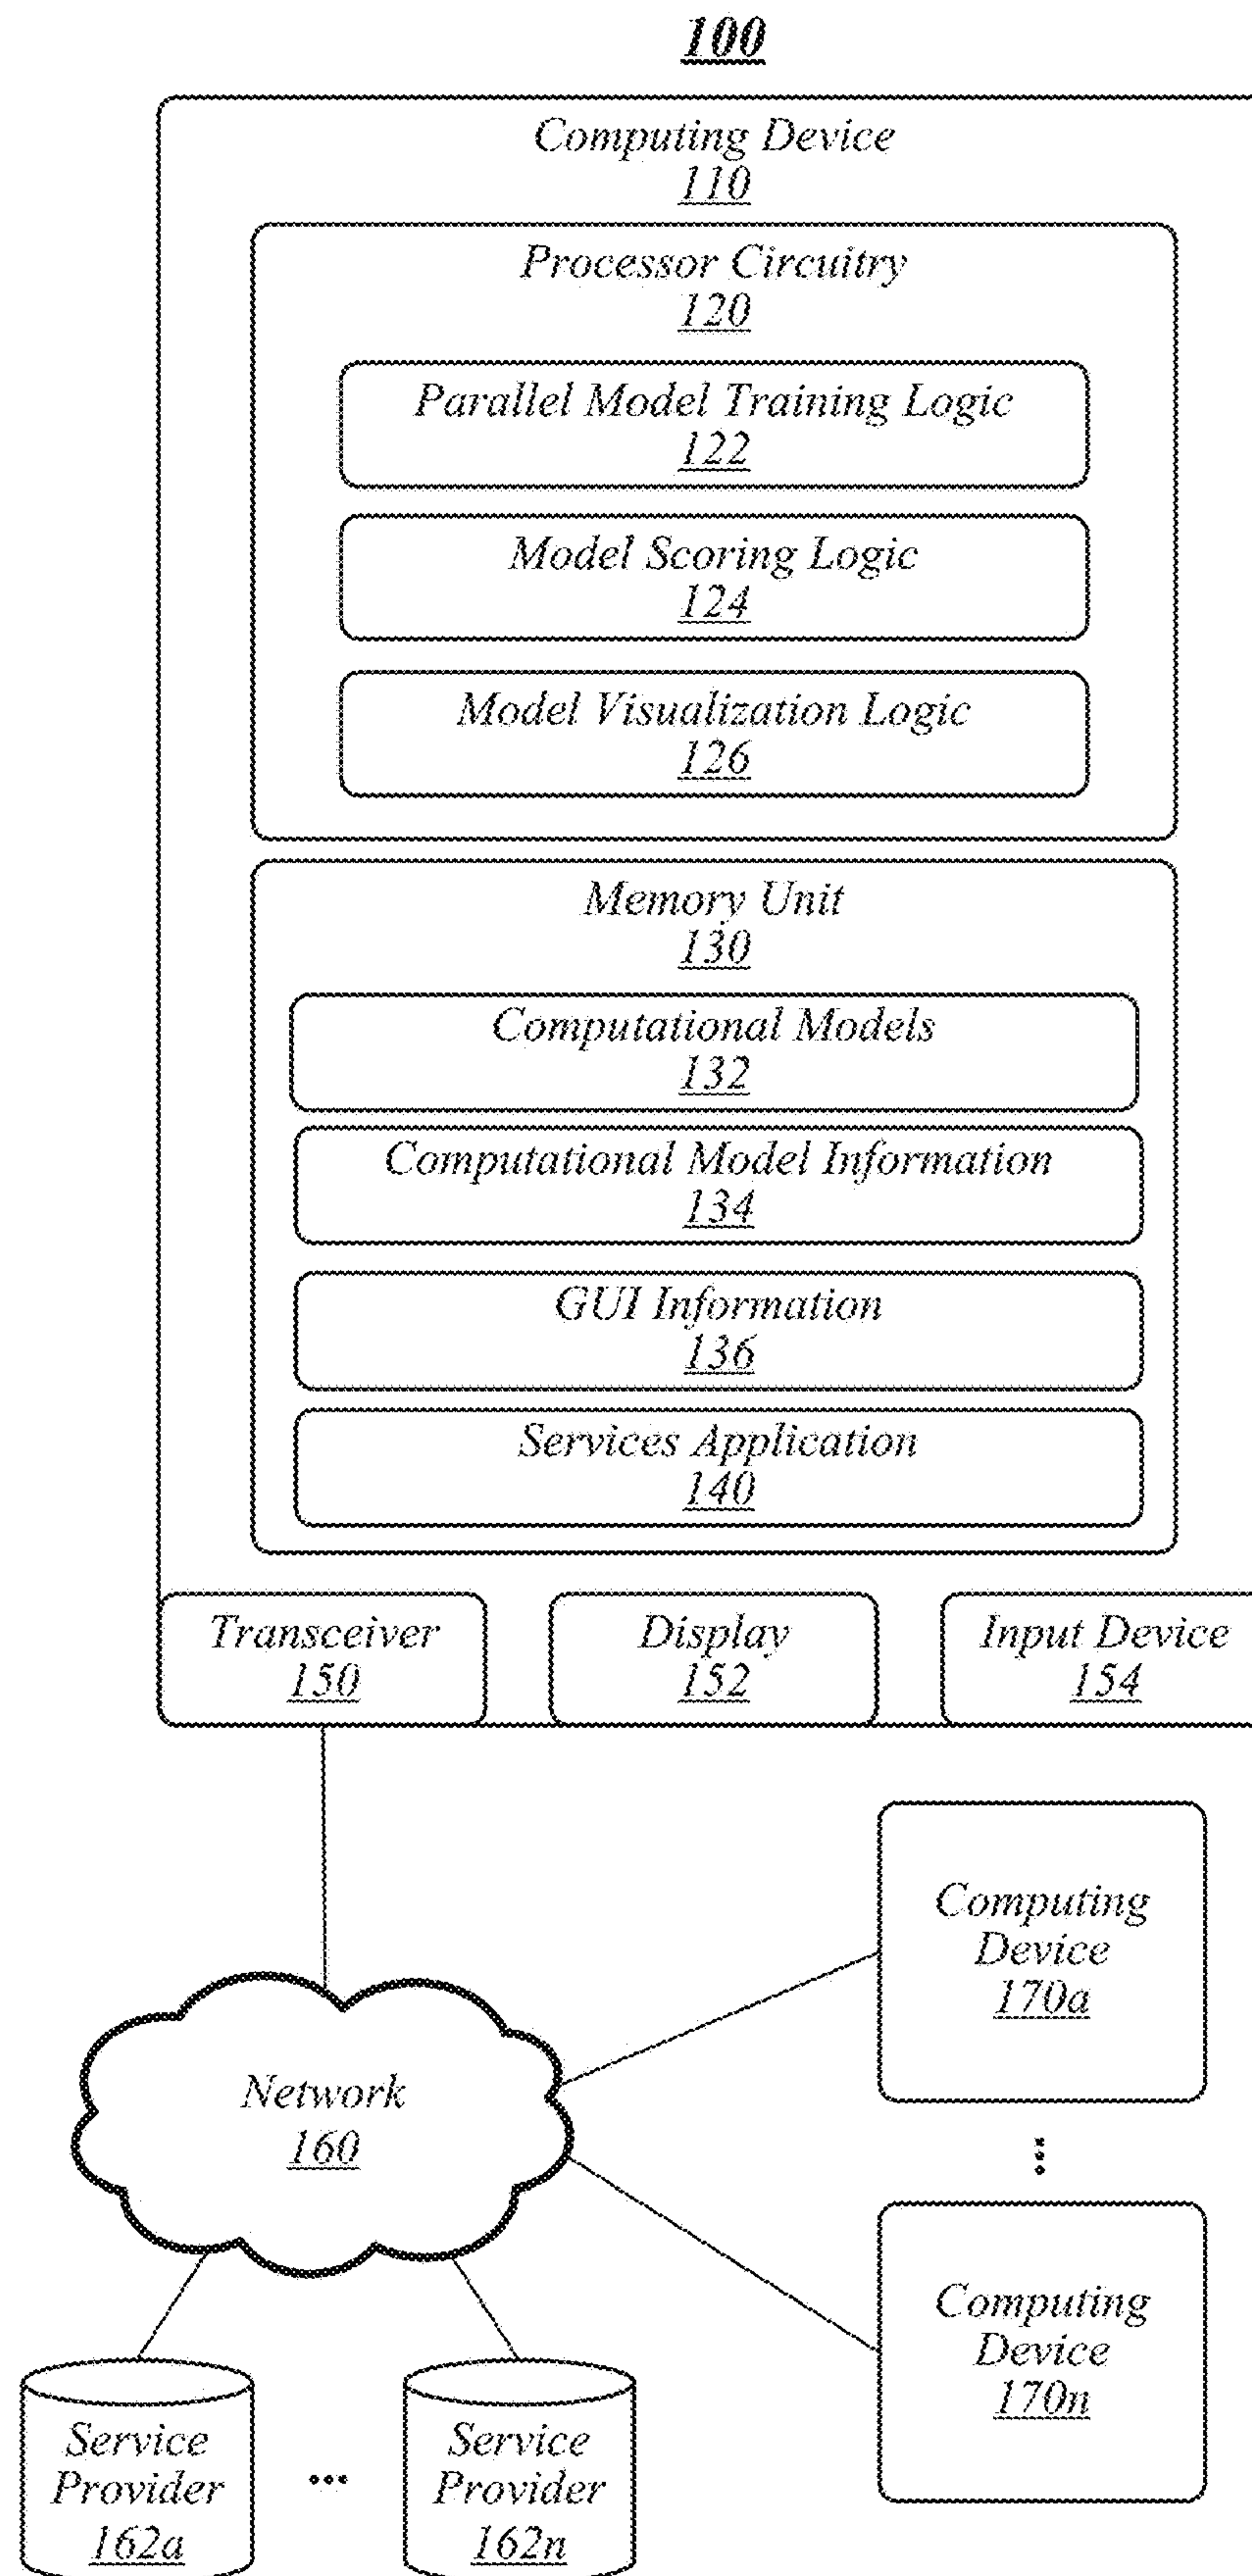 100
Computing Device
110
Processor Circuitry
120
Parallel Model Training Logic
122
Model Scoring Logic
124
Model Visualization Logic
126
Memory Unit
130
Computational Models
132
Computational Model Information
134
GUI Information
136
Services Application
140
Transceiver
150
Display
152
Input Device
154
Computing
Device
170a
Network
160
Computing
Device
170n
Service
Provider
162a
Service
Provider
162n